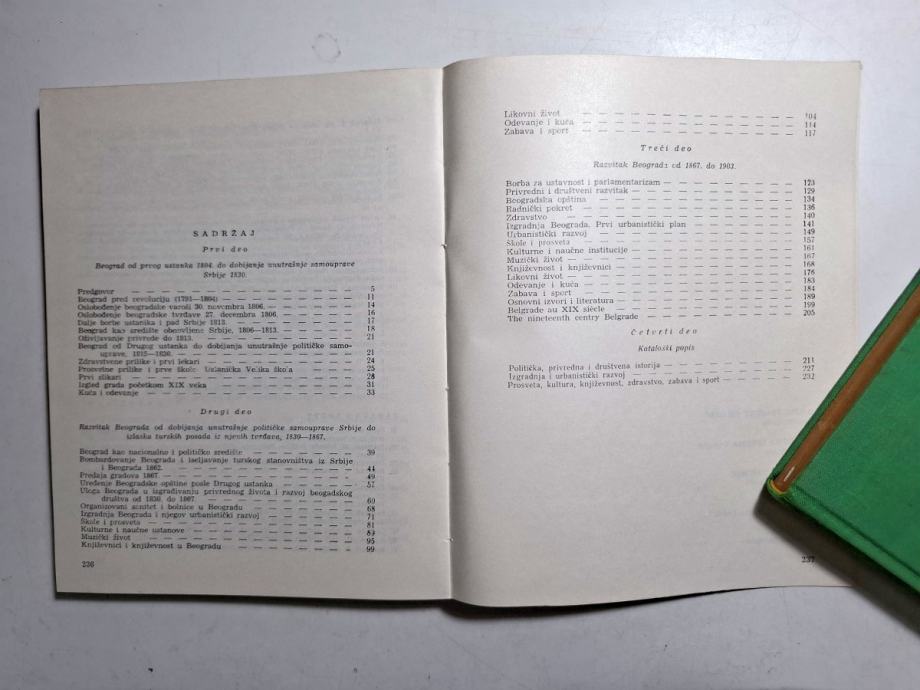 SADRŽAJ
Prvi deo
Beograd od prvog ustanka 1804. do dobijanja unutrašnje samouprave
Srbije 1830.
Predgovor — 5
Beograd pred revoluciju (1791—1804) — 11
Oslobođenje beogradske varoši 30. novembra 1806. — 14
Oslobođenje beogradske tvrđave 27. decembra 1806. — 16
Dalje borbe ustanika i pad Srbije 1813. — 17
Beograd kao središte obnovljene Srbije, 1806—1813. — 18
Oživljavanje privrede do 1813. — 21
Beograd od Drugog ustanka do dobijanja unutrašnje političke samo-
uprave, 1815—1830. — 21
Zdravstvene prilike i prvi lekari — 24
Prosvetne prilike i prve škole. Ustanička Velika škola — 25
Prvi slikari — 28
Izgled grada početkom XIX veka — 31
Kuća i odevanje — 33
Drugi deo
Razvitak Beograda od dobijanja unutrašnje političke samouprave Srbije do
izlaska turskih posada iz njenih tvrđava, 1830—1867.
Beograd kao nacionalno i političko središte — 39
Bombardovanje Beograda i iseljavanje turskog stanovništva iz Srbije
i Beograda 1862. — 44
Predaja gradova 1867. — 49
Uređenje Beogradske opštine posle Drugog ustanka — 57
Uloga Beograda u izgrađivanju privrednog života i razvoj beogadskog
društva od 1830. do 1867. — 60
Organizovani sanitet i bolnice u Beogradu — 68
Izgradnja Beograda i njegov urbanistički razvoj — 71
Škole i prosveta — 81
Kulturne i naučne ustanove — 89
Muzički život — 95
Književnici i književnost u Beogradu — 99
236
Likovni život — 104
Odevanje i kuća — 114
Zabava i sport — 117
Treći deo
Razvitak Beograda od 1867. do 1903.
Borba za ustavnost i parlamentarizam — 123
Privredni i društveni razvitak — 129
Beogradska opština — 134
Radnički pokret — 136
Zdravstvo — 140
Izgradnja Beograda. Prvi urbanistički plan — 141
Urbanistički razvoj — 149
Škole i prosveta — 157
Kulturne i naučne institucije — 161
Muzički život — 167
Književnost i književnici — 168
Likovni život — 176
Odevanje i kuća — 183
Zabava i sport — 184
Osnovni izvori i literatura — 189
Belgrade au XIX siècle — 199
The nineteenth centry Belgrade — 205
Četvrti deo
Kataloški popis
Politička, privredna i društvena istorija — 211
Izgradnja i urbanistički razvoj — 227
Prosveta, kultura, književnost, zdravstvo, zabava i sport — 232
237